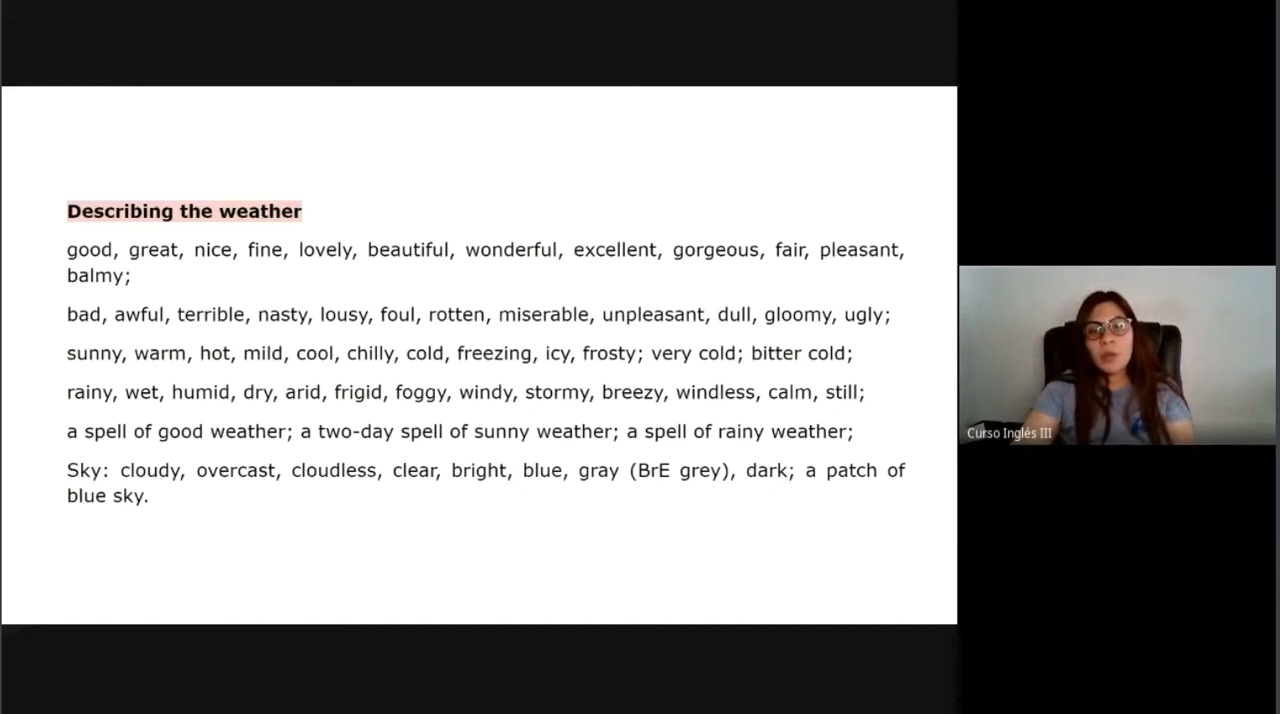 Describing the weather
good, great, nice, fine, lovely, beautiful, wonderful, excellent, gorgeous, fair, pleasant,
balmy;
bad, awful, terrible, nasty, lousy, foul, rotten, miserable, unpleasant, dull, gloomy, ugly;
sunny, warm, hot, mild, cool, chilly, cold, freezing, icy, frosty; very cold; bitter cold;
rainy, wet, humid, dry, arid, frigid, foggy, windy, stormy, breezy, windless, calm, still;
a spell of good weather; a two-day spell of sunny weather; a spell of rainy weather;
Sky: cloudy, overcast, cloudless, clear, bright, blue, gray (BrE grey), dark; a patch of
blue sky.
Curso Inglés III